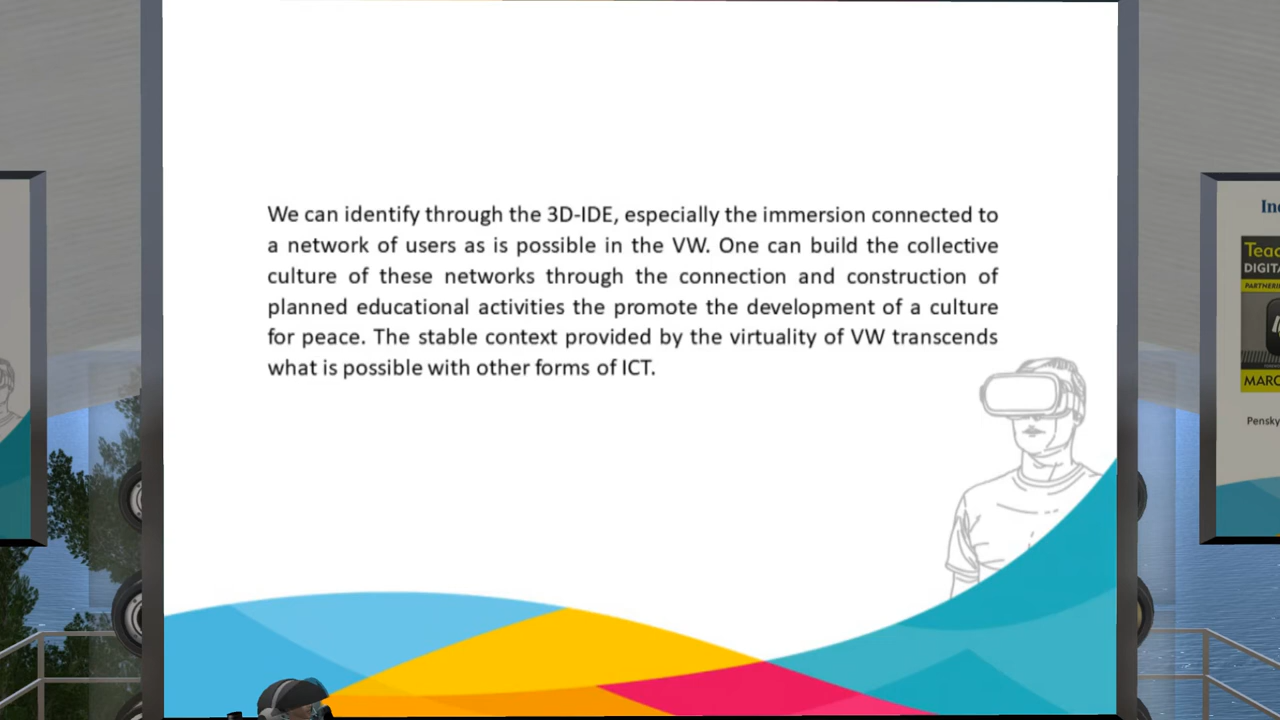 We can identify through the 3D-IDE, especially the immersion connected to
a network of users as is possible in the VW. One can build the collective
culture of these networks through the connection and construction of
planned educational activities the promote the development of a culture
for peace. The stable context provided by the virtuality of VW transcends
what is possible with other forms of ICT.
Pensky